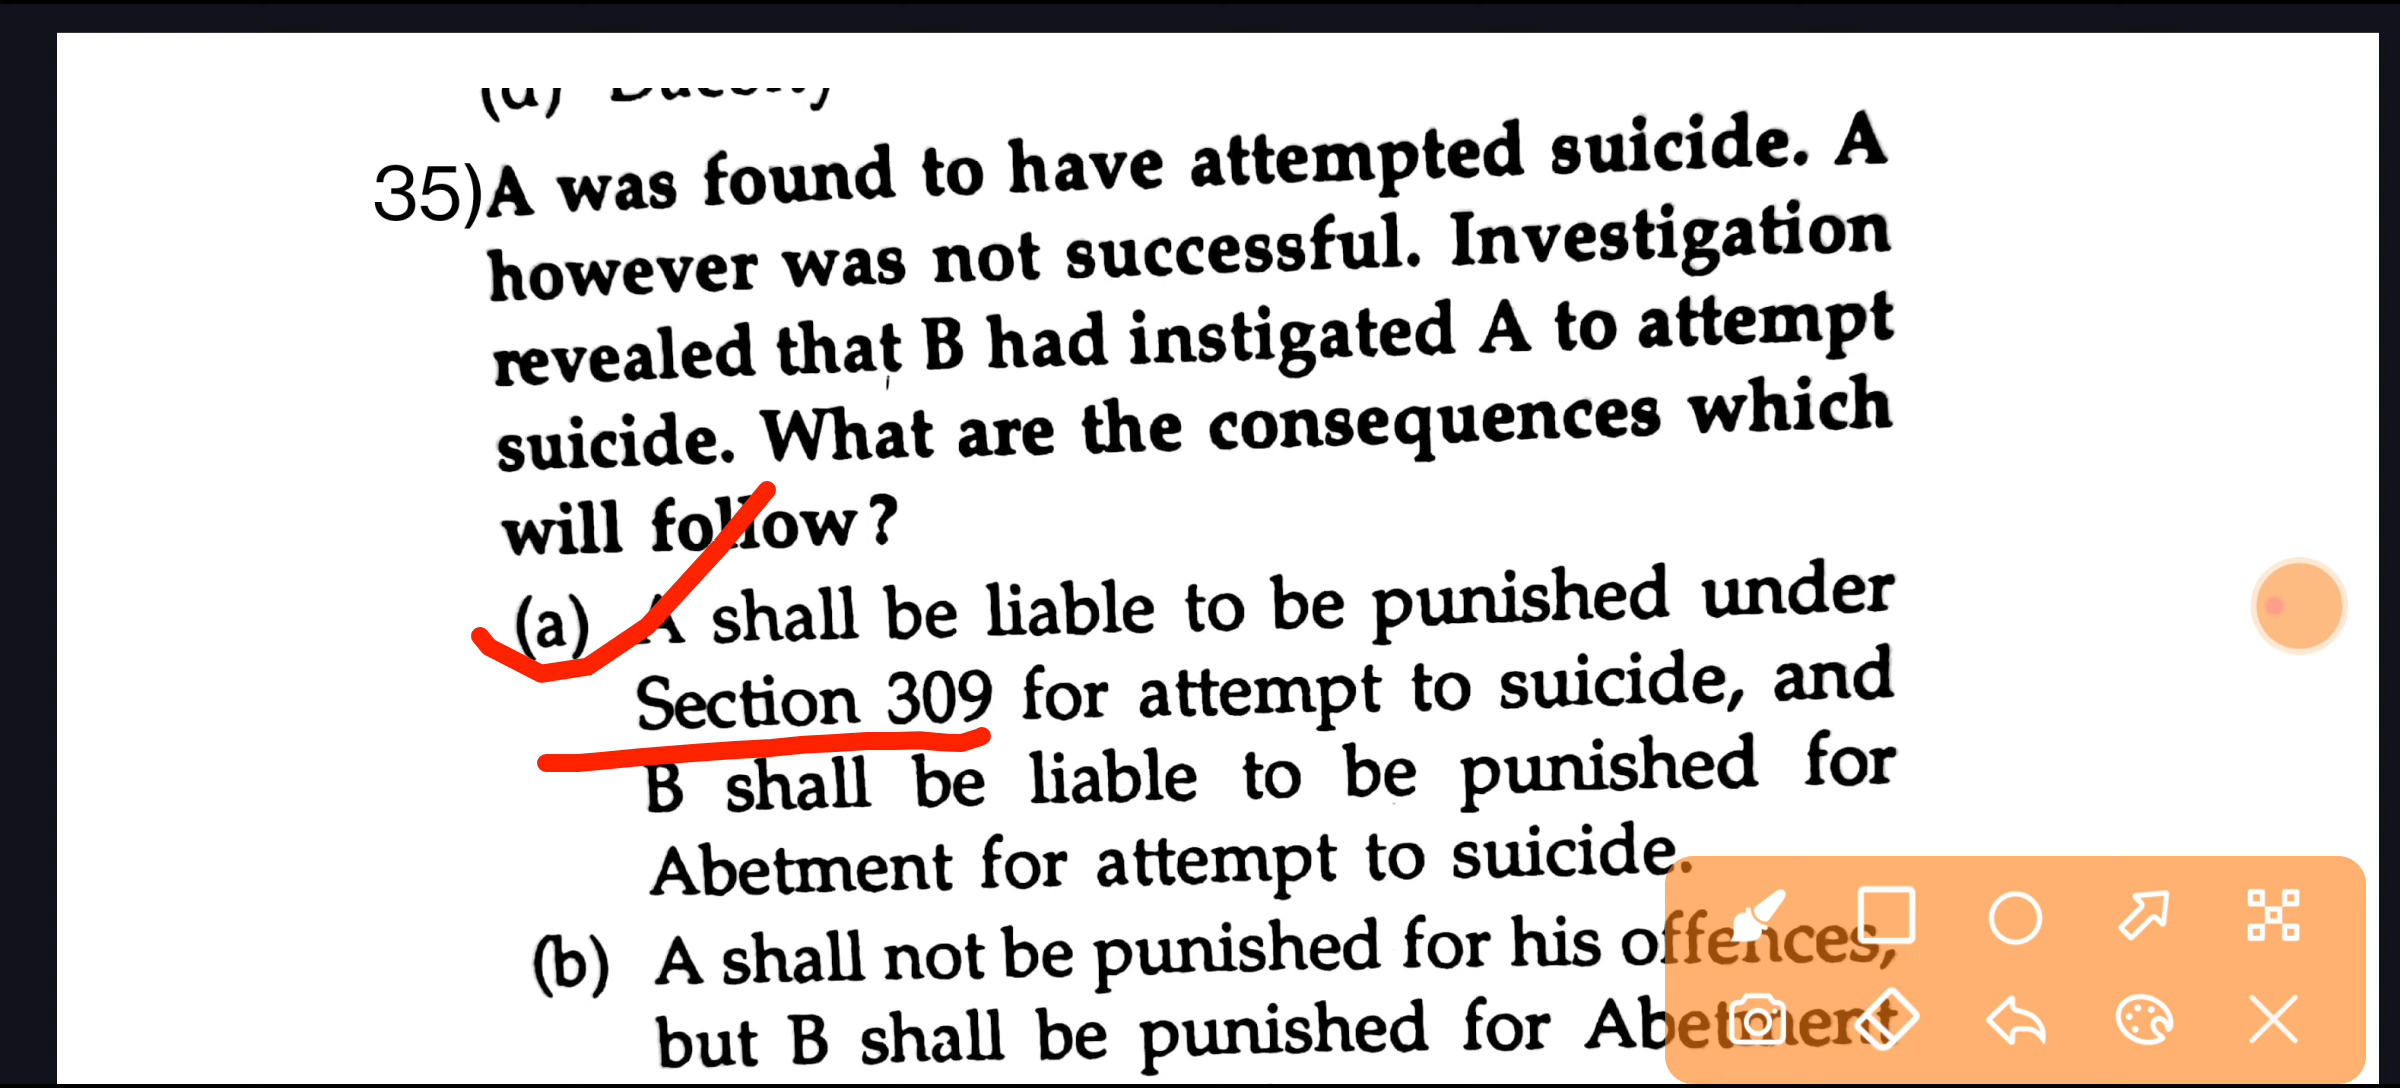 35) A was found to have attempted suicide. A
however was not successful. Investigation
revealed that B had instigated A to attempt
suicide. What are the consequences which
will follow?
(a) A shall be liable to be punished under
Section 309 for attempt to suicide, and
B shall be liable to be punished for
Abetment for attempt to suicide.
(b) A shall not be punished for his offences,
but B shall be punished for Abetment